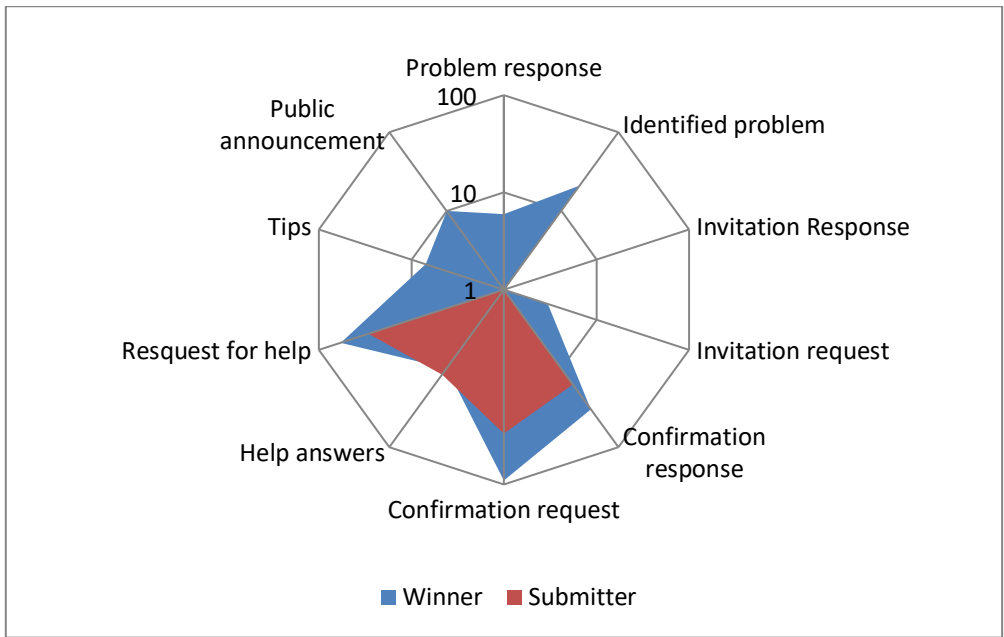 Problem response
100
Public
announcement
Identified problem
10
Tips
Invitation Response
1
Resquest for help
Invitation request
Help answers
Confirmation
response
Confirmation request
Winner
Submitter